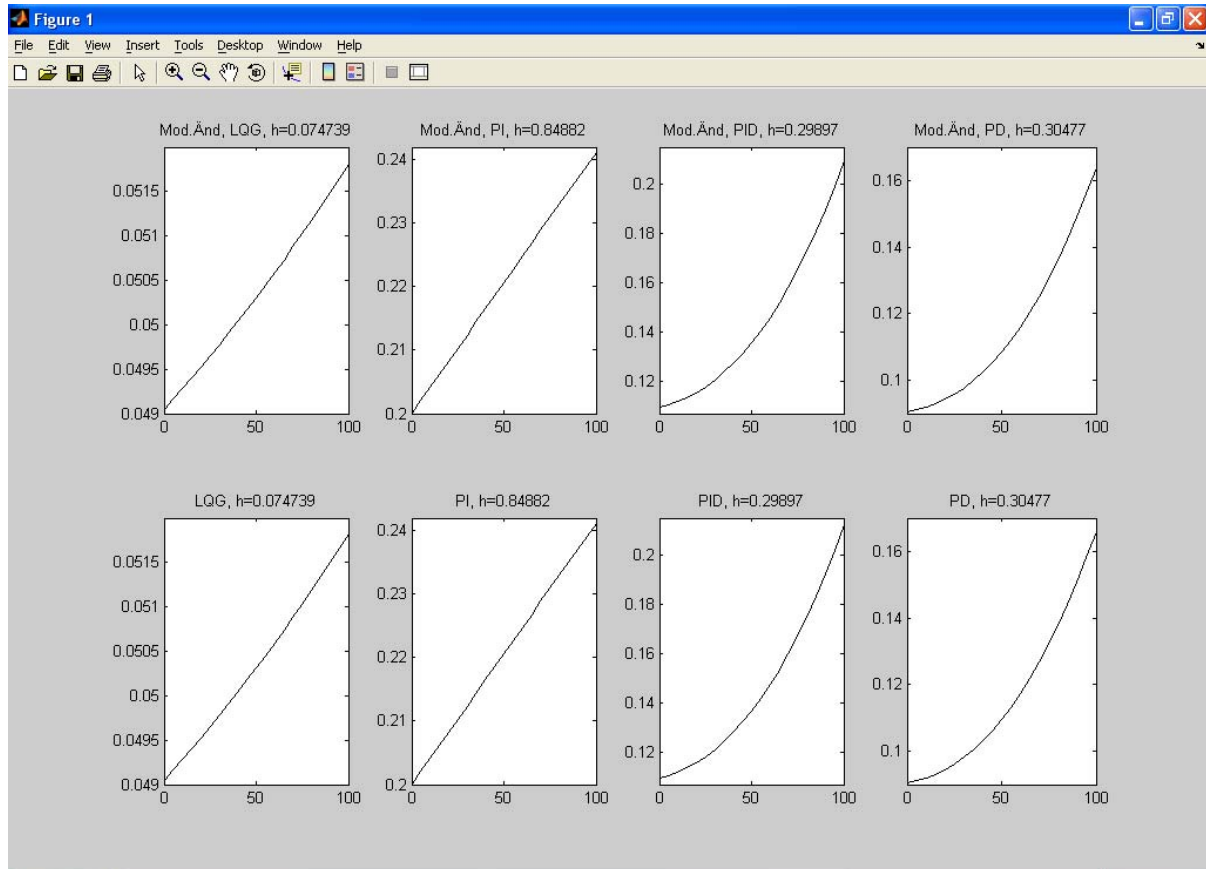 Figure 1
File Edit View Insert Tools Desktop Window Help
Mod.Änd, LQG, h=0.074739
0.0515
0.051
0.0505
0.05
0.0495
0.049
0 50 100
Mod.Änd, PI, h=0.84882
0.24
0.23
0.22
0.21
0.2
0 50 100
Mod.Änd, PID, h=0.29897
0.2
0.18
0.16
0.14
0.12
0 50 100
Mod.Änd, PD, h=0.30477
0.16
0.14
0.12
0.1
0 50 100
LQG, h=0.074739
0.0515
0.051
0.0505
0.05
0.0495
0.049
0 50 100
PI, h=0.84882
0.24
0.23
0.22
0.21
0.2
0 50 100
PID, h=0.29897
0.2
0.18
0.16
0.14
0.12
0 50 100
PD, h=0.30477
0.16
0.14
0.12
0.1
0 50 100